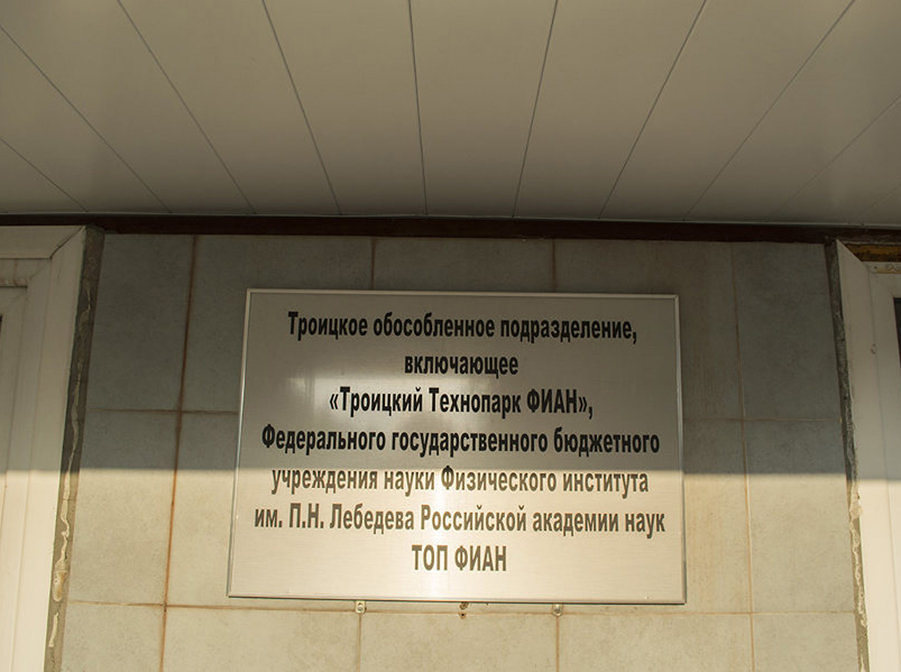 Троицкое обособленное подразделение,
включающее
«Троицкий Технопарк ФИАН»,
Федерального государственного бюджетного
учреждения науки Физического института
им. П.Н. Лебедева Российской академии наук
ТОП ФИАН